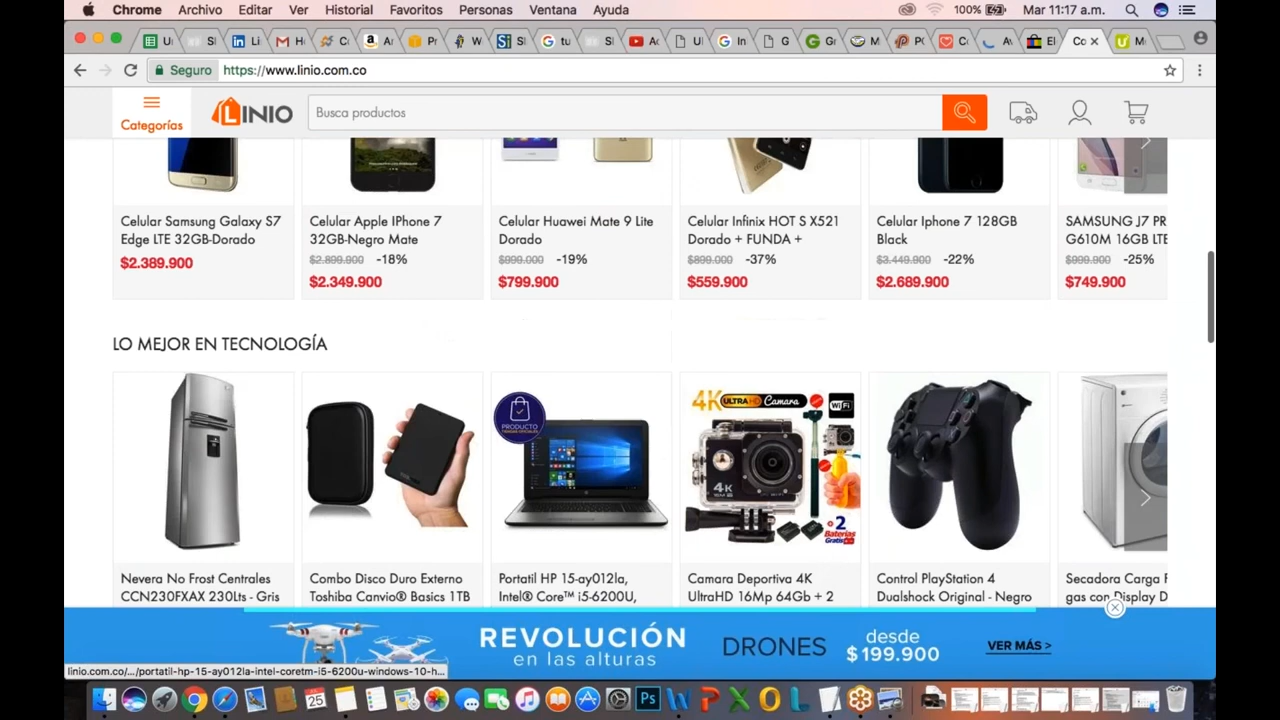 Chrome Archivo Editar Ver Historial Favoritos Personas Ventana Ayuda 100% Mar 11:17 a.m.
Seguro https://www.linio.com.co
Categorías LINIO Busca productos
Celular Samsung Galaxy S7
Edge LTE 32GB-Dorado
$2.389.900
Celular Apple IPhone 7
32GB-Negro Mate
$2.899.900 -18%
$2.349.900
Celular Huawei Mate 9 Lite
Dorado
$999.000 -19%
$799.900
Celular Infinix HOT S X521
Dorado + FUNDA +
$899.000 -37%
$559.900
Celular Iphone 7 128GB
Black
$3.449.900 -22%
$2.689.900
SAMSUNG J7 PR
G610M 16GB LTE
$999.900 -25%
$749.900
LO MEJOR EN TECNOLOGÍA
PRODUCTO
4K ULTRA HD Camara
WiFi
4K
+2
Baterias
Gratis
Nevera No Frost Centrales
CCN230FXAX 230Lts - Gris
Combo Disco Duro Externo
Toshiba Canvio® Basics 1TB
Portatil HP 15-ay012la,
Intel® Core™ i5-6200U,
Camara Deportiva 4K
UltraHD 16Mp 64Gb + 2
Control PlayStation 4
Dualshock Original - Negro
Secadora Carga F
gas con Display D
REVOLUCIÓN
en las alturas
DRONES
desde
$199.900
VER MÁS >
linio.com.co/.../portatil-hp-15-ay012la-intel-coretm-i5-6200u-windows-10-h...